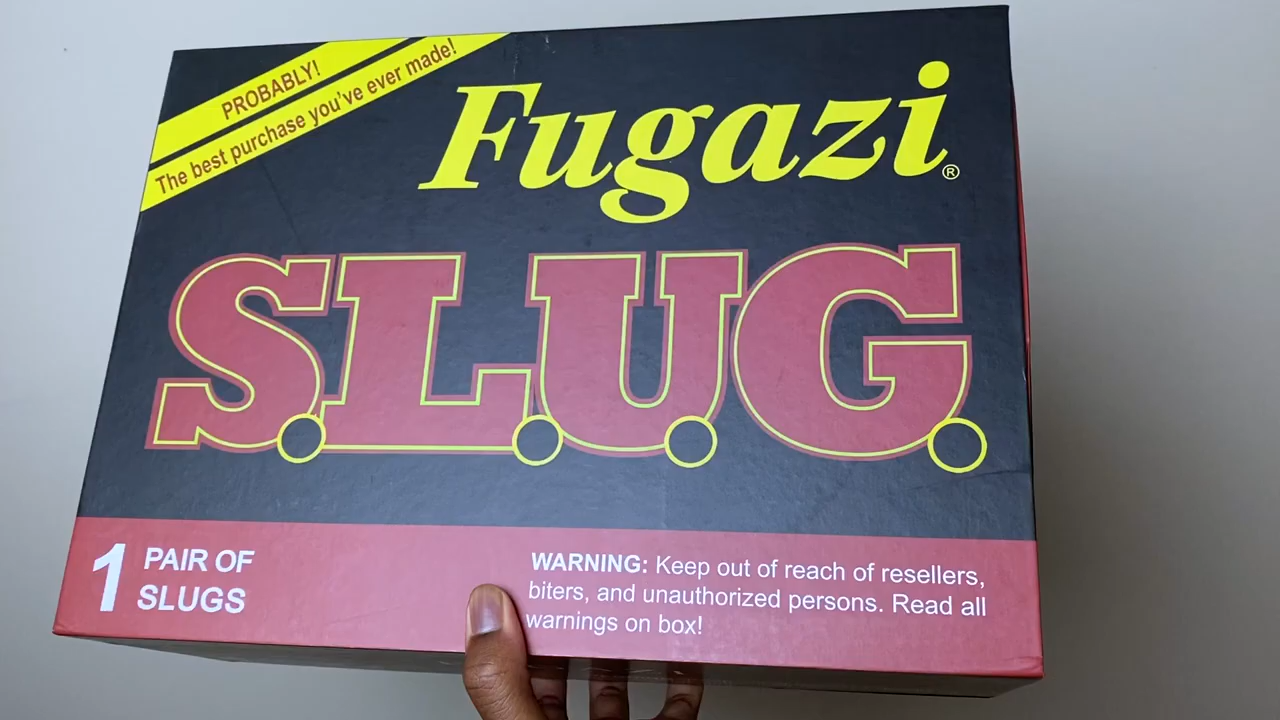 PROBABLY!
The best purchase you've ever made!
Fugazi®
S.L.U.G.
1 PAIR OF
SLUGS
WARNING: Keep out of reach of resellers,
biters, and unauthorized persons. Read all
warnings on box!